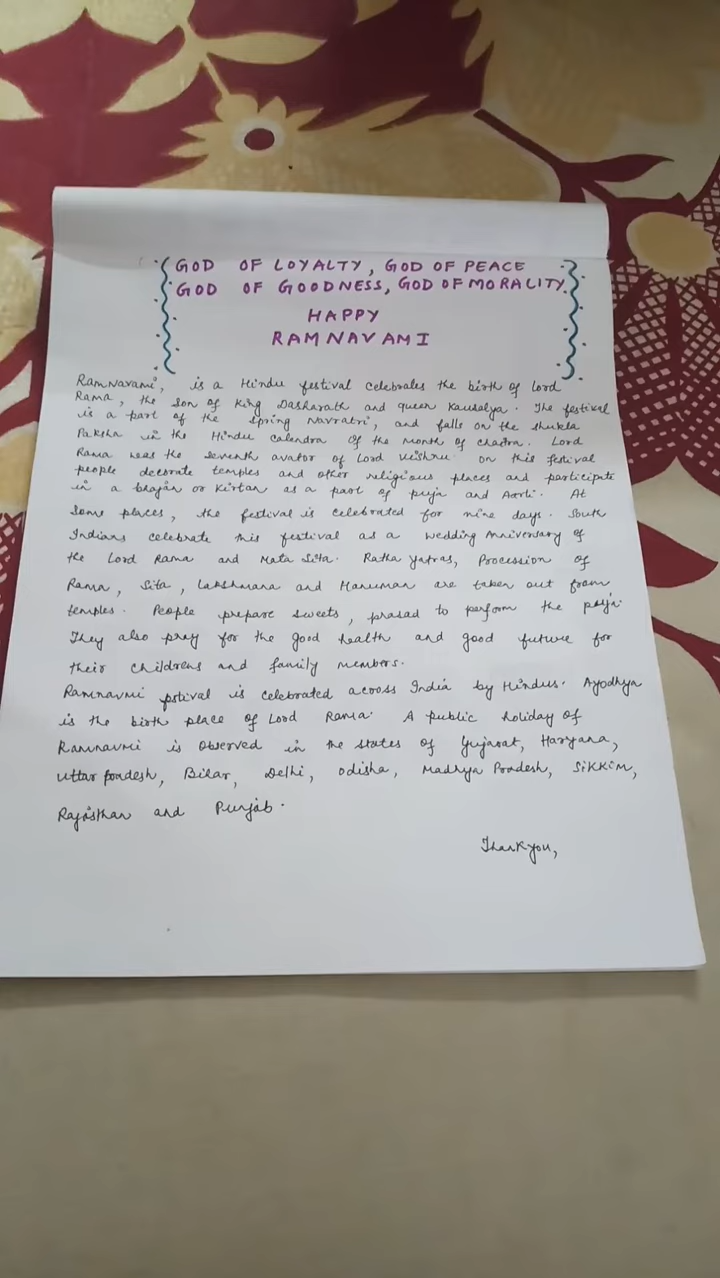 GOD OF LOYALTY, GOD OF PEACE
GOD OF GOODNESS, GOD OF MORALITY
HAPPY
RAMNAVAMI
Ramnavami, is a Hindu festival celebrates the birth of lord
Rama, the son of King Dasharath and queen Kausalya. The festival
is a part of the spring Navratri, and falls on the shukla
Paksha in the Hindu calendra of the month of chaitra. Lord
Rama was the seventh avator of Lord Vishnu. on this festival
people decorate temples and other religious places and participate
in a bhajan or Kirtan as a part of puja and Aarti. At
some places, the festival is celebrated for nine days. South
Indians celebrate this festival as a wedding Anniversary of
the Lord Rama and Mata Sita. Ratha yatras, Procession of
Rama, Sita, Lakshmana and Hanuman are taken out from
temples. People prepare sweets, prasad to perform the puja.
They also pray for the good health and good future for
their childrens and family members.
Ramnavmi festival is celebrated across India by Hindus. Ayodhya
is the birth place of Lord Rama. A public holiday of
Ramnavmi is observed in the states of Gujarat, Haryana,
Uttar pradesh, Bihar, Delhi, Odisha, Madhya Pradesh, SiKKim,
Rajasthan and Punjab.
Thankyou,